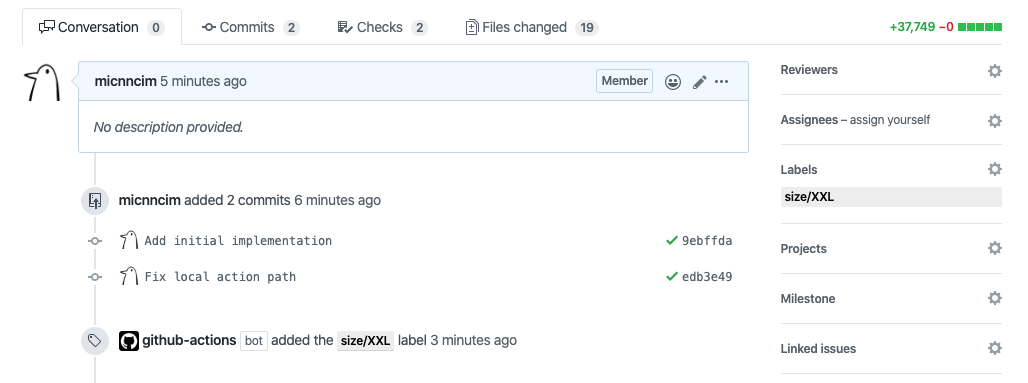 Conversation 0 Commits 2 Checks 2 Files changed 19 +37,749 −0
micnncim 5 minutes ago Member
No description provided.
micnncim added 2 commits 6 minutes ago
Add initial implementation 9ebffda
Fix local action path edb3e49
github-actions bot added the size/XXL label 3 minutes ago
Reviewers
Assignees – assign yourself
Labels
size/XXL
Projects
Milestone
Linked issues